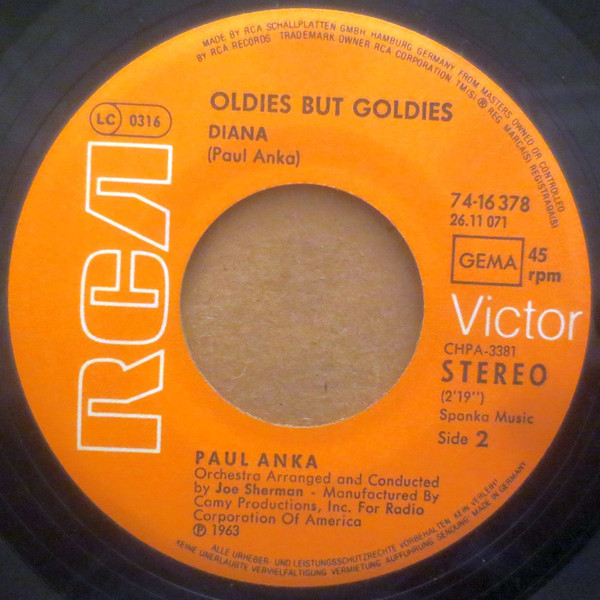 MADE BY RCA SCHALLPLATTEN GMBH HAMBURG GERMANY FROM MASTERS OWNED OR CONTROLLED
BY RCA RECORDS TRADEMARK OWNER RCA CORPORATION TM(S) ® REG MARCA(S) REGISTRADA(S)
OLDIES BUT GOLDIES
DIANA
(Paul Anka)
LC 0316
RCA
74-16 378
26.11 071
GEMA
45
rpm
Victor
CHPA-3381
STEREO
(2'19'')
Spanka Music
Side 2
PAUL ANKA
Orchestra Arranged and Conducted
by Joe Sherman - Manufactured By
Camy Productions, Inc. For Radio
Corporation Of America
℗ 1963
ALLE URHEBER- UND LEISTUNGSSCHUTZRECHTE VORBEHALTEN KEIN VERLEIH!
KEINE UNERLAUBTE VERVIELFÄLTIGUNG VERMIETUNG AUFFÜHRUNG SENDUNG! MADE IN GERMANY